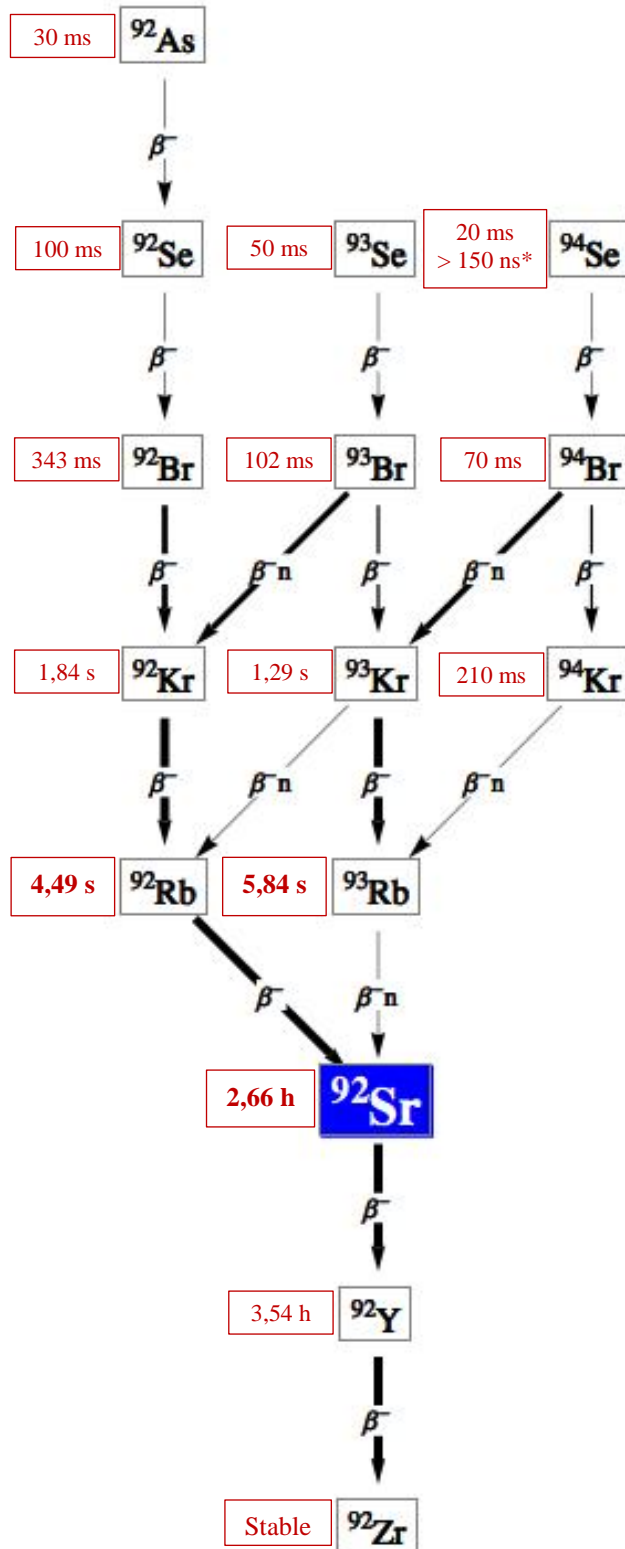 30 ms ⁹²As
β⁻
100 ms ⁹²Se 50 ms ⁹³Se 20 ms
> 150 ns* ⁹⁴Se
β⁻ β⁻ β⁻
343 ms ⁹²Br 102 ms ⁹³Br 70 ms ⁹⁴Br
β⁻ β⁻n β⁻ β⁻n β⁻
1,84 s ⁹²Kr 1,29 s ⁹³Kr 210 ms ⁹⁴Kr
β⁻ β⁻n β⁻ β⁻n
4,49 s ⁹²Rb 5,84 s ⁹³Rb
β⁻ β⁻n
2,66 h ⁹²Sr
β⁻
3,54 h ⁹²Y
β⁻
Stable ⁹²Zr